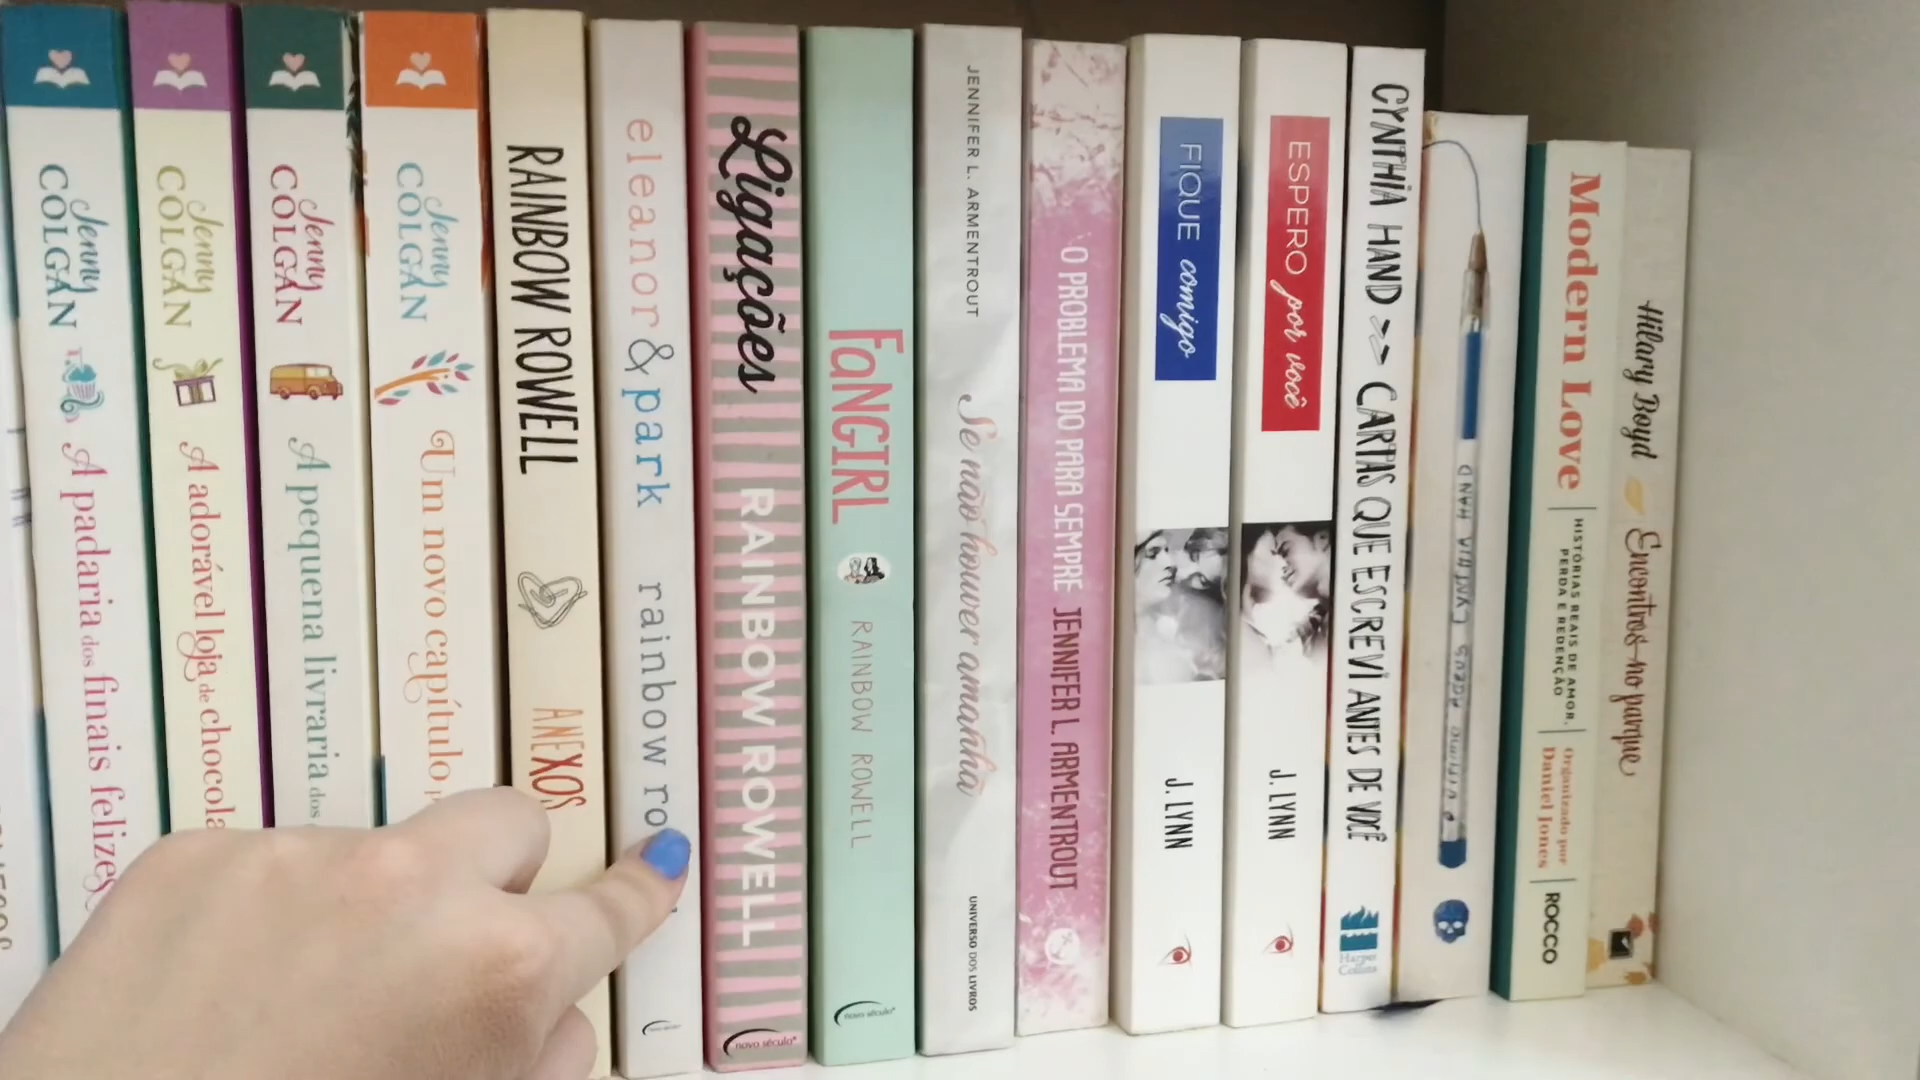 Jenny
COLGAN
A padaria dos finais felizes
Jenny
COLGAN
A adorável loja de chocola
Jenny
COLGAN
A pequena livraria dos
Jenny
COLGAN
Um novo capítulo
RAINBOW ROWELL
ANEXOS
eleanor & park
rainbow ro
Ligações
RAINBOW ROWELL
novo século
FANGIRL
RAINBOW ROWELL
novo século
JENNIFER L. ARMENTROUT
Se não houver amanhã
UNIVERSO DOS LIVROS
O PROBLEMA DO PARA SEMPRE
JENNIFER L. ARMENTROUT
FIQUE comigo
J. LYNN
ESPERO por você
J. LYNN
CYNTHIA HAND >> CARTAS QUE ESCREVI ANTES DE VOCÊ
Harper
Collins
CYNTHIA HAND
Modern Love
HISTÓRIAS REAIS DE AMOR,
PERDA E REDENÇÃO
Organizado por
Daniel Jones
ROCCO
Hilary Boyd
Encontros no parque